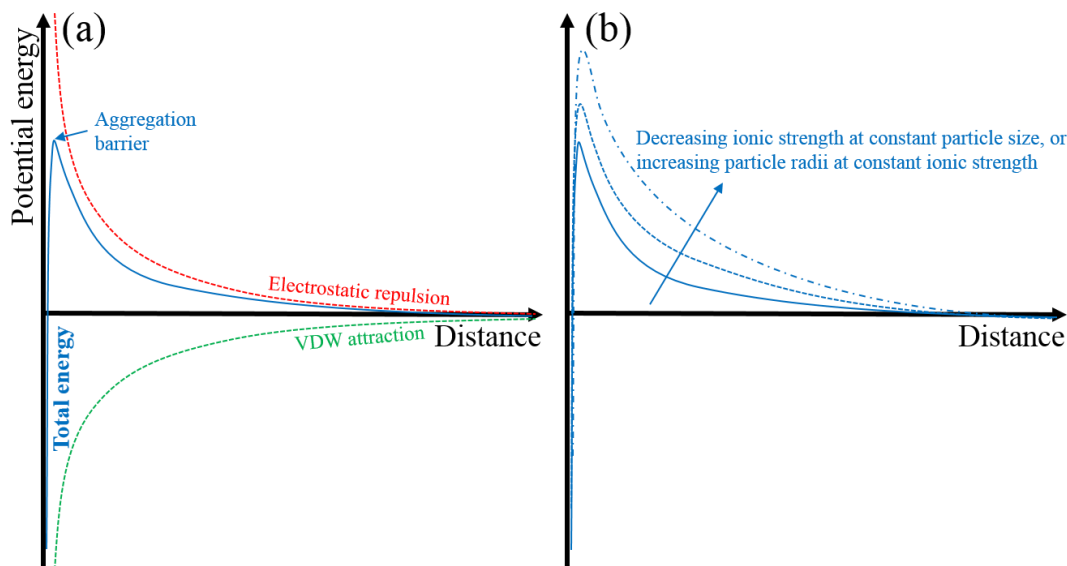 (a)
Potential energy
Aggregation
barrier
Electrostatic repulsion
Distance
VDW attraction
Total energy
(b)
Decreasing ionic strength at constant particle size, or
increasing particle radii at constant ionic strength
Distance